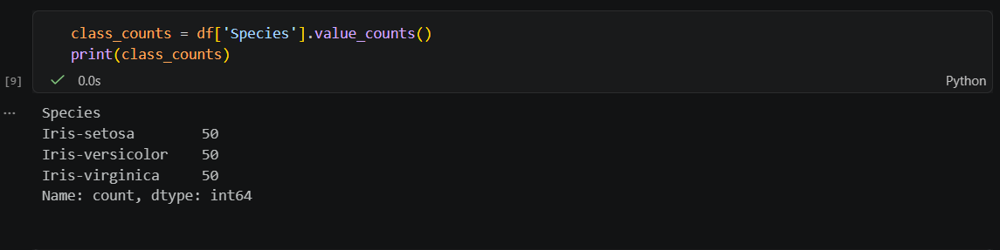 class_counts = df['Species'].value_counts()
print(class_counts)
[9] 0.0s Python
... Species
Iris-setosa 50
Iris-versicolor 50
Iris-virginica 50
Name: count, dtype: int64